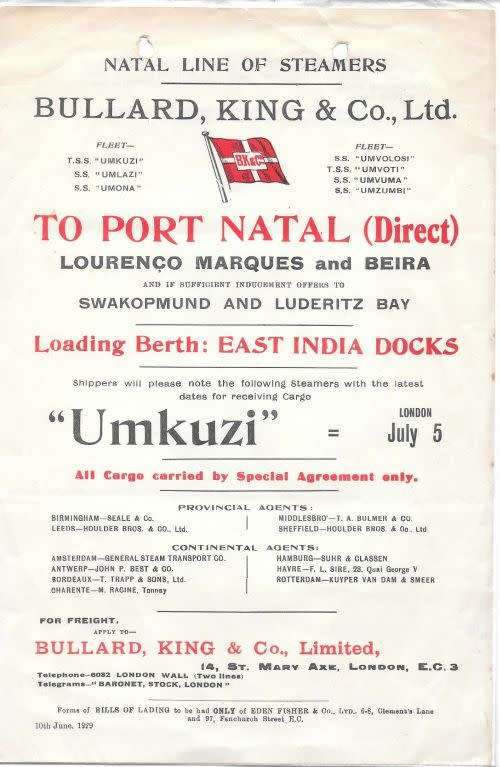 NATAL LINE OF STEAMERS
BULLARD, KING & Co., Ltd.
FLEET—
T.S.S. "UMKUZI"
S.S. "UMLAZI"
S.S. "UMONA"
BK&C
FLEET—
S.S. "UMVOLOSI"
T.S.S. "UMVOTI"
S.S. "UMVUMA"
S.S. "UMZUMBI"
TO PORT NATAL (Direct)
LOURENÇO MARQUES and BEIRA
AND IF SUFFICIENT INDUCEMENT OFFERS TO
SWAKOPMUND AND LUDERITZ BAY
Loading Berth: EAST INDIA DOCKS
Shippers will please note the following Steamers with the latest
dates for receiving Cargo
"Umkuzi" = LONDON July 5
All Cargo carried by Special Agreement only.
PROVINCIAL AGENTS:
BIRMINGHAM—SEALE & Co.
LEEDS—HOULDER BROS. & CO., Ltd.
MIDDLESBRO'—T. A. BULMER & CO.
SHEFFIELD—HOULDER BROS. & Co. Ltd
CONTINENTAL AGENTS:
AMSTERDAM—GENERAL STEAM TRANSPORT CO.
ANTWERP—JOHN P. BEST & CO.
BORDEAUX—T. TRAPP & SONS, Ltd.
CHARENTE—M. RACINE, Tonnay
HAMBURG—SUHR & CLASSEN
HAVRE—F. L. SIRE, 23, Quai George V
ROTTERDAM—KUYPER VAN DAM & SMEER
FOR FREIGHT,
APPLY TO—
BULLARD, KING & Co., Limited,
14, ST. MARY AXE, LONDON, E.C. 3
Telephone—6082 LONDON WALL (Two lines)
Telegrams—"BARONET, STOCK, LONDON"
Forms of BILLS OF LADING to be had ONLY of EDEN FISHER & Co., LTD., 6-8, Clement's Lane
and 97, Fenchurch Street E.C.
10th June, 1929